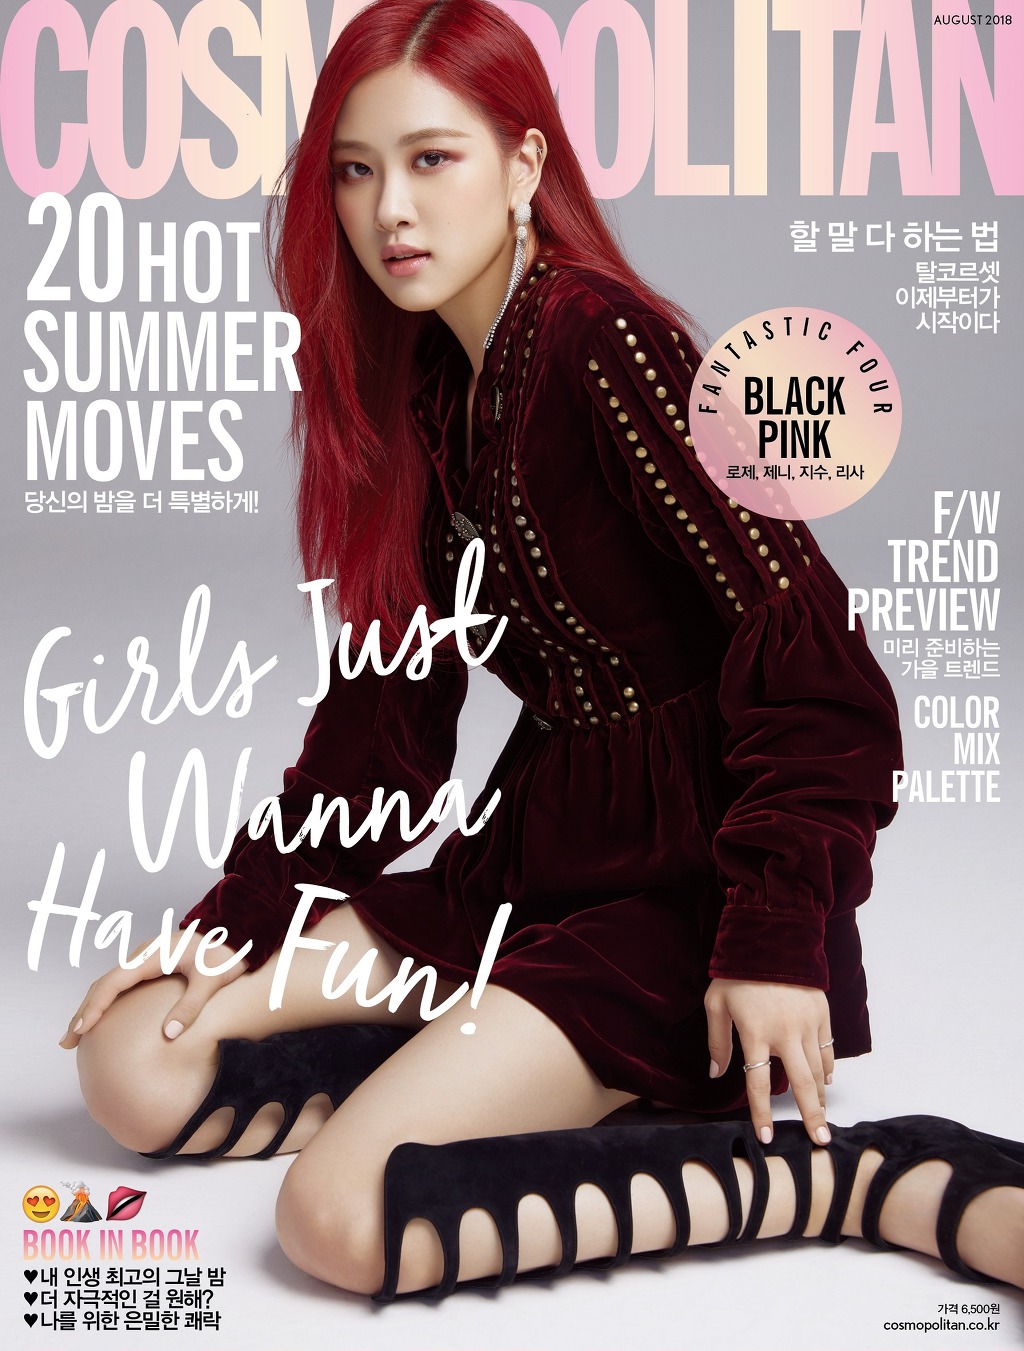 COSMOPOLITAN
AUGUST 2018
20 HOT
SUMMER
MOVES
당신의 밤을 더 특별하게!
할 말 다 하는 법
탈코르셋
이제부터가
시작이다
FANTASTIC FOUR
BLACK
PINK
로제, 제니, 지수, 리사
F/W
TREND
PREVIEW
미리 준비하는
가을 트렌드
COLOR
MIX
PALETTE
Girls Just
Wanna
Have Fun!
😍🌋💋
BOOK IN BOOK
♥내 인생 최고의 그날 밤
♥더 자극적인 걸 원해?
♥나를 위한 은밀한 쾌락
가격 6,500원
cosmopolitan.co.kr